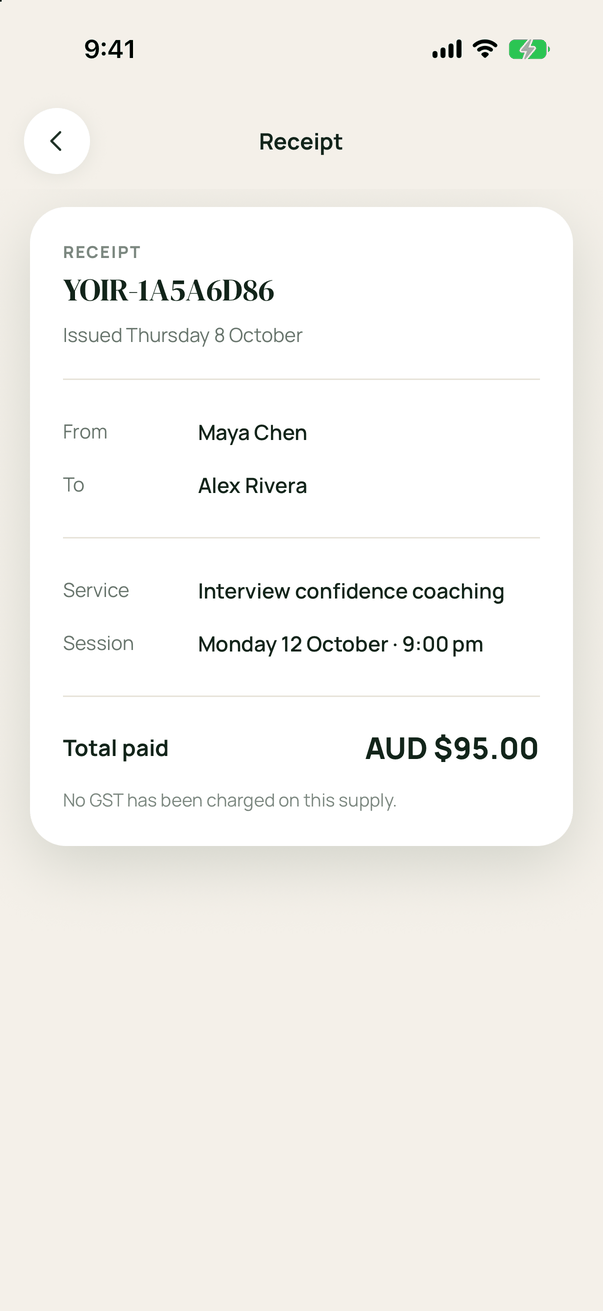 9:41
Receipt
RECEIPT
YOIR-1A5A6D86
Issued Thursday 8 October
From Maya Chen
To Alex Rivera
Service Interview confidence coaching
Session Monday 12 October · 9:00 pm
Total paid AUD $95.00
No GST has been charged on this supply.